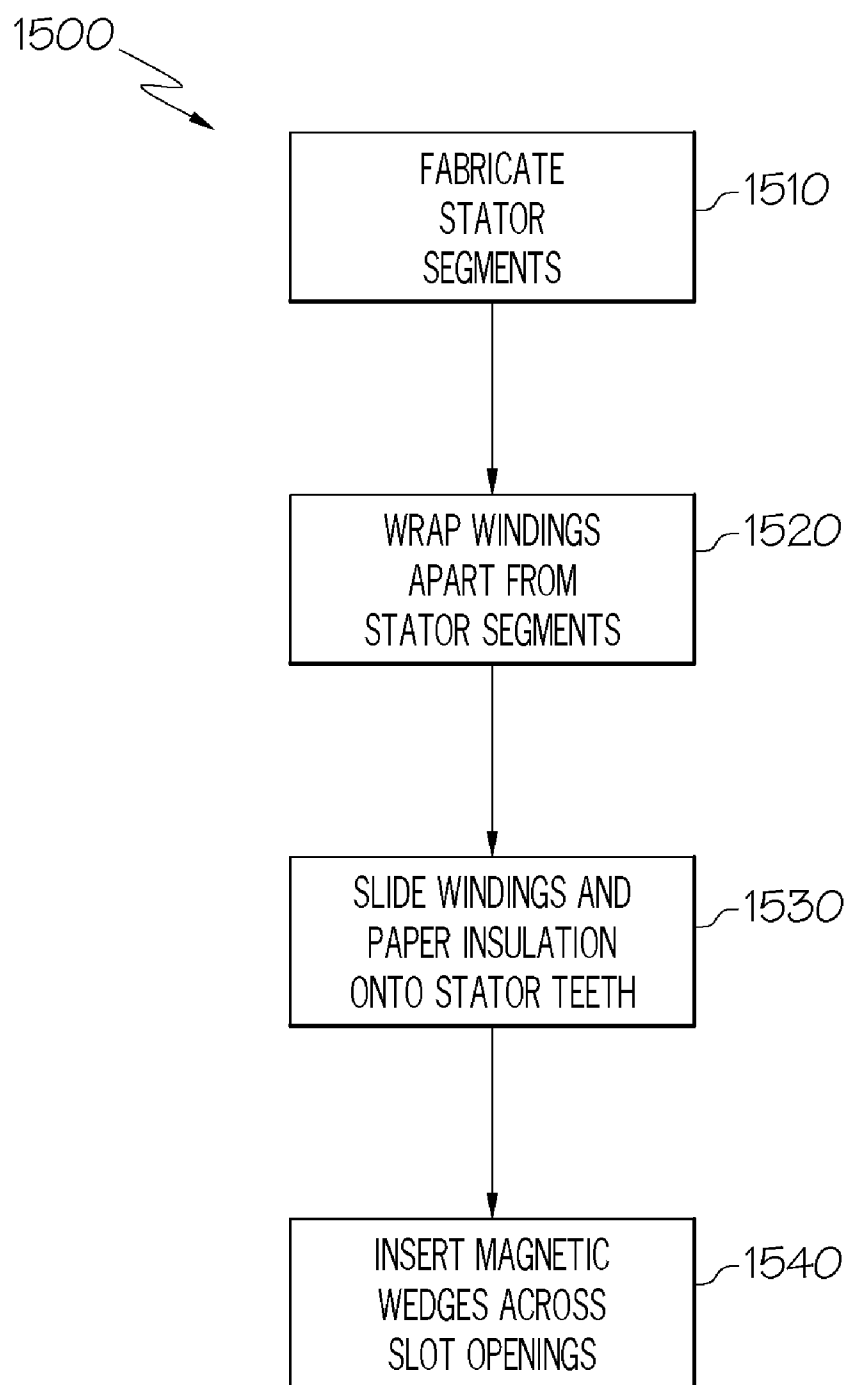 1500
FABRICATE
STATOR
SEGMENTS
1510
WRAP WINDINGS
APART FROM
STATOR SEGMENTS
1520
SLIDE WINDINGS AND
PAPER INSULATION
ONTO STATOR TEETH
1530
INSERT MAGNETIC
WEDGES ACROSS
SLOT OPENINGS
1540